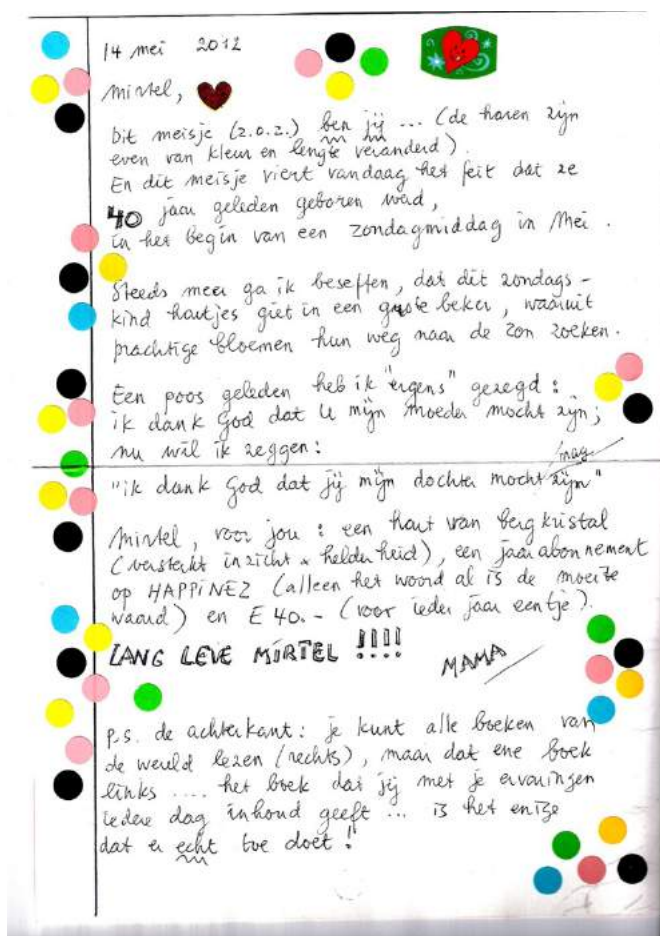 14 mei 2012
Mirtel,
Dit meisje (z.o.z.) ben jij ... (de haren zijn
even van kleur en lengte veranderd).
En dit meisje viert vandaag het feit dat ze
40 jaar geleden geboren werd,
in het begin van een zondagmiddag in Mei.
Steeds meer ga ik beseffen, dat dit zondags-
kind hartjes giet in een grote beker, waaruit
prachtige bloemen hun weg naar de zon zoeken.
Een poos geleden heb ik "ergens" gezegd:
ik dank God dat U mijn moeder mocht zijn;
nu wil ik zeggen:
mag
"ik dank God dat jij mijn dochter mocht zijn"
Mirtel, voor jou: een hart van bergkristal
(versterkt inzicht & helderheid), een jaarabonnement
op HAPPINEZ (alleen het woord al is de moeite
waard) en E 40.- (voor ieder jaar eentje).
LANG LEVE MIRTEL !!!!
MAMA
p.s. de achterkant: je kunt alle boeken van
de wereld lezen (rechts), maar dat ene boek
links .... het boek dat jij met je ervaringen
iedere dag inhoud geeft ... is het enige
dat er echt toe doet!